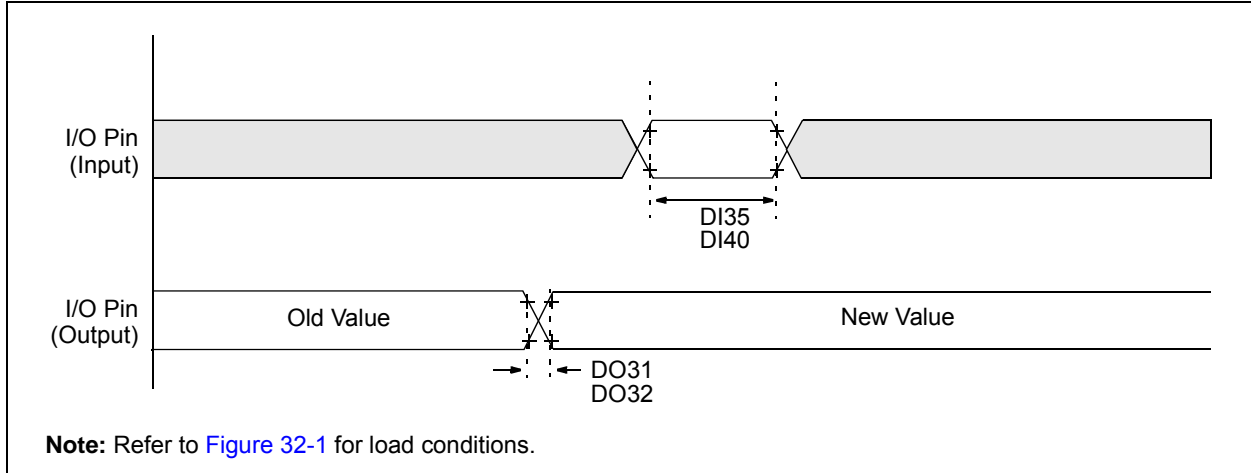 I/O Pin
(Input)
DI35
DI40
I/O Pin
(Output)
Old Value
New Value
DO31
DO32
Note: Refer to Figure 32-1 for load conditions.